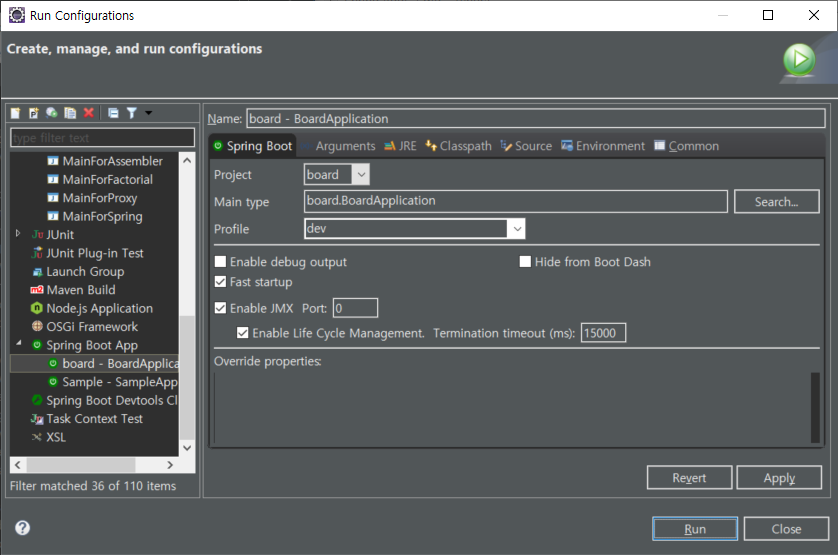 Run Configurations
Create, manage, and run configurations
type filter text
MainForAssembler
MainForFactorial
MainForProxy
MainForSpring
JUnit
JUnit Plug-in Test
Launch Group
Maven Build
Node.js Application
OSGi Framework
Spring Boot App
board - BoardApplica
Sample - SampleApp
Spring Boot Devtools Cl
Task Context Test
XSL
Filter matched 36 of 110 items
Name: board - BoardApplication
Spring Boot Arguments JRE Classpath Source Environment Common
Project board
Main type board.BoardApplication Search...
Profile dev
Enable debug output Hide from Boot Dash
Fast startup
Enable JMX Port: 0
Enable Life Cycle Management. Termination timeout (ms): 15000
Override properties:
Revert Apply
Run Close